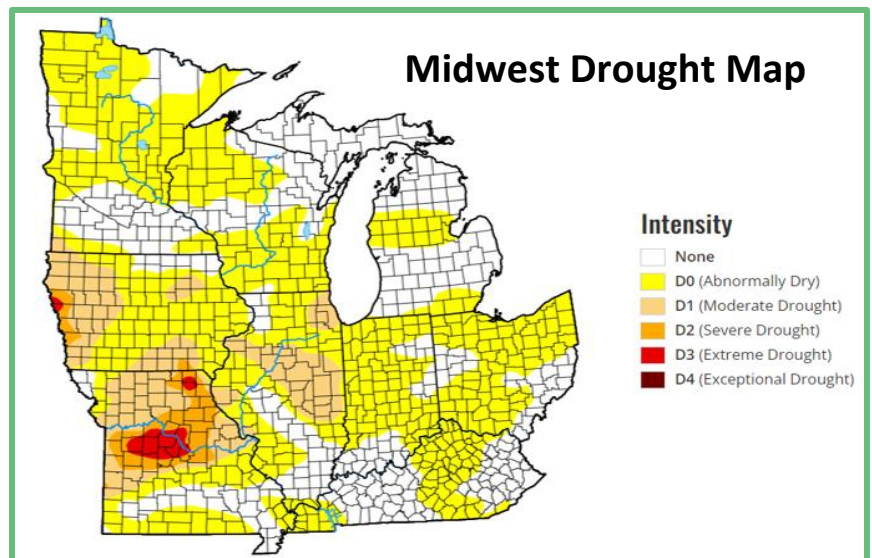 Midwest Drought Map
Intensity
None
D0 (Abnormally Dry)
D1 (Moderate Drought)
D2 (Severe Drought)
D3 (Extreme Drought)
D4 (Exceptional Drought)